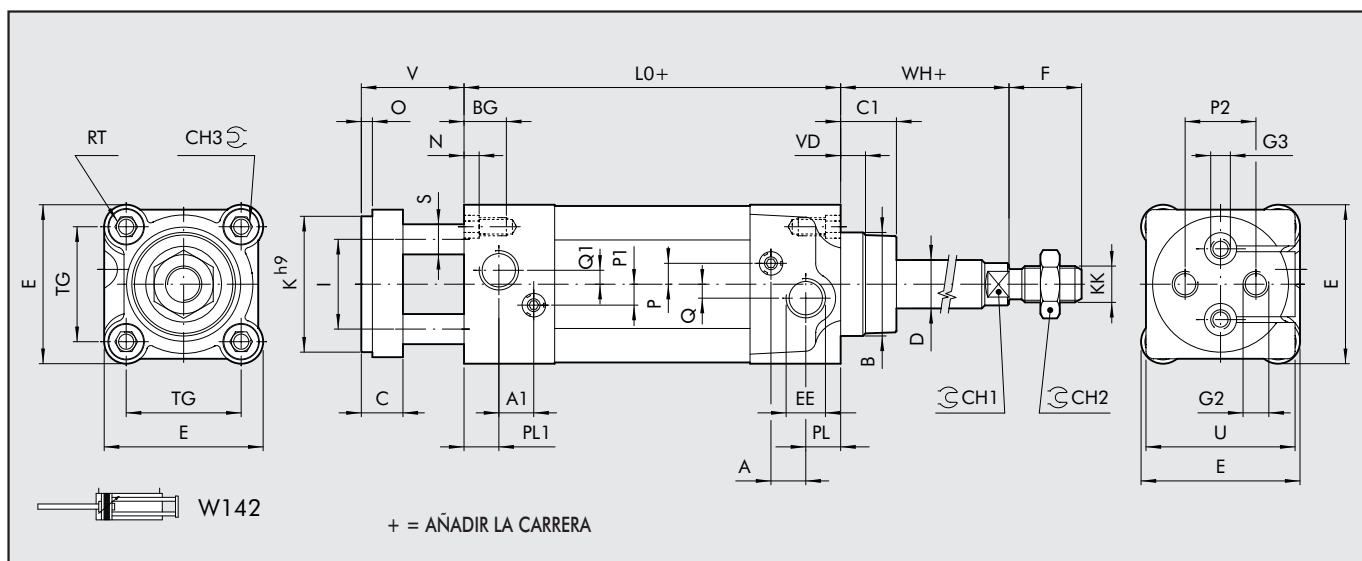 V
L0+
WH+
F
O
BG
C1
P2
RT
CH3
N
VD
G3
S
E
TG
K h9
I
Q1
P1
P
Q
B
D
KK
E
C
A1
EE
CH1
CH2
G2
TG
PL1
PL
U
E
A
E
W142
+ = AÑADIR LA CARRERA